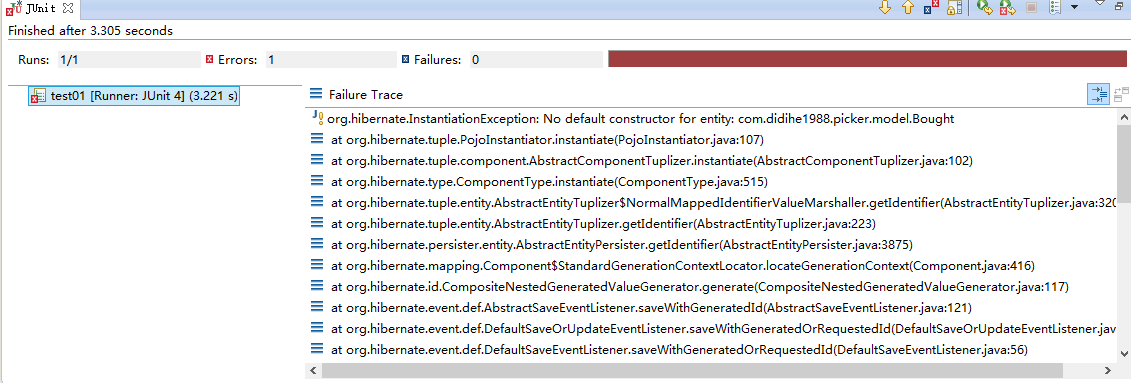 JUnit
Finished after 3.305 seconds
Runs: 1/1 Errors: 1 Failures: 0
test01 [Runner: JUnit 4] (3.221 s)
Failure Trace
org.hibernate.InstantiationException: No default constructor for entity: com.didihe1988.picker.model.Bought
at org.hibernate.tuple.PojoInstantiator.instantiate(PojoInstantiator.java:107)
at org.hibernate.tuple.component.AbstractComponentTuplizer.instantiate(AbstractComponentTuplizer.java:102)
at org.hibernate.type.ComponentType.instantiate(ComponentType.java:515)
at org.hibernate.tuple.entity.AbstractEntityTuplizer$NormalMappedIdentifierValueMarshaller.getIdentifier(AbstractEntityTuplizer.java:320
at org.hibernate.tuple.entity.AbstractEntityTuplizer.getIdentifier(AbstractEntityTuplizer.java:223)
at org.hibernate.persister.entity.AbstractEntityPersister.getIdentifier(AbstractEntityPersister.java:3875)
at org.hibernate.mapping.Component$StandardGenerationContextLocator.locateGenerationContext(Component.java:416)
at org.hibernate.id.CompositeNestedGeneratedValueGenerator.generate(CompositeNestedGeneratedValueGenerator.java:117)
at org.hibernate.event.def.AbstractSaveEventListener.saveWithGeneratedId(AbstractSaveEventListener.java:121)
at org.hibernate.event.def.DefaultSaveOrUpdateEventListener.saveWithGeneratedOrRequestedId(DefaultSaveOrUpdateEventListener.jav
at org.hibernate.event.def.DefaultSaveEventListener.saveWithGeneratedOrRequestedId(DefaultSaveEventListener.java:56)